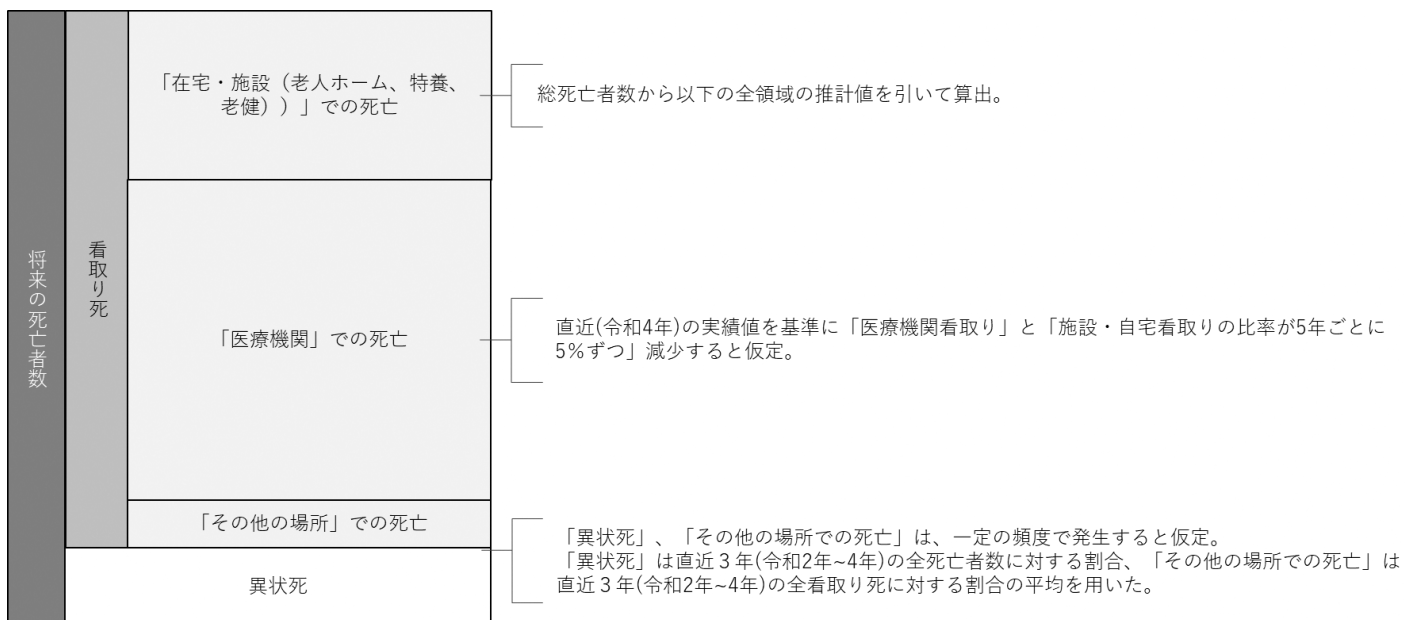 将来の死亡者数
看取り死
「在宅・施設（老人ホーム、特養、
老健））」での死亡
総死亡者数から以下の全領域の推計値を引いて算出。
「医療機関」での死亡
直近(令和4年)の実績値を基準に「医療機関看取り」と「施設・自宅看取りの比率が5年ごとに
5%ずつ」減少すると仮定。
「その他の場所」での死亡
異状死
「異状死」、「その他の場所での死亡」は、一定の頻度で発生すると仮定。
「異状死」は直近３年(令和2年~4年)の全死亡者数に対する割合、「その他の場所での死亡」は
直近３年(令和2年~4年)の全看取り死に対する割合の平均を用いた。